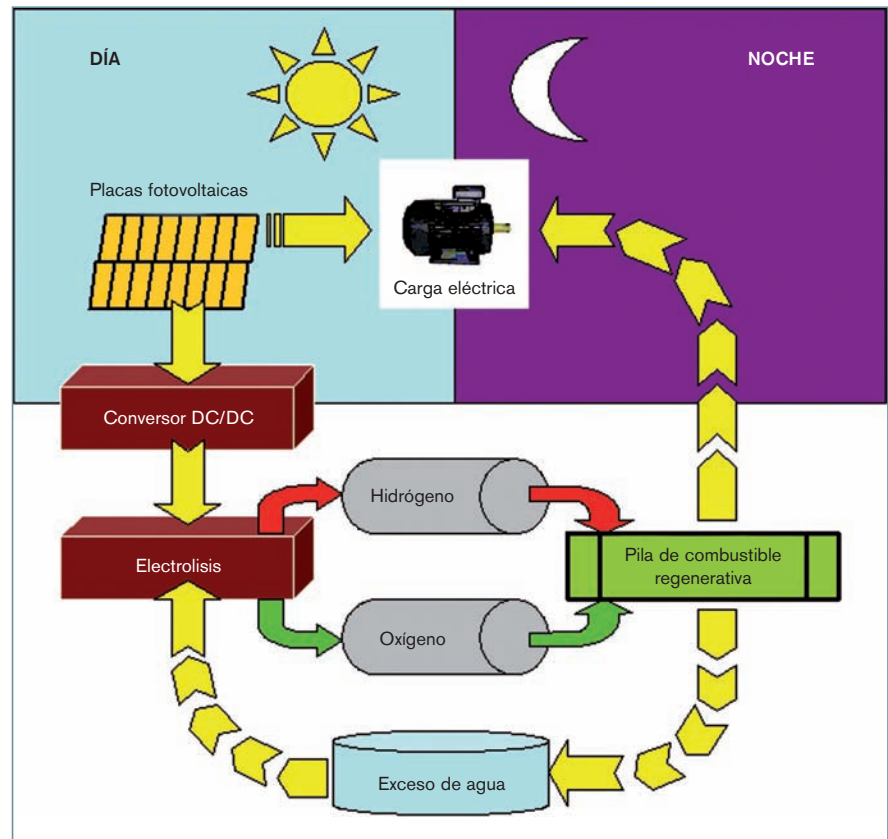 DÍA
NOCHE
Placas fotovoltaicas
Carga eléctrica
Conversor DC/DC
Hidrógeno
Electrolisis
Pila de combustible
regenerativa
Oxígeno
Exceso de agua